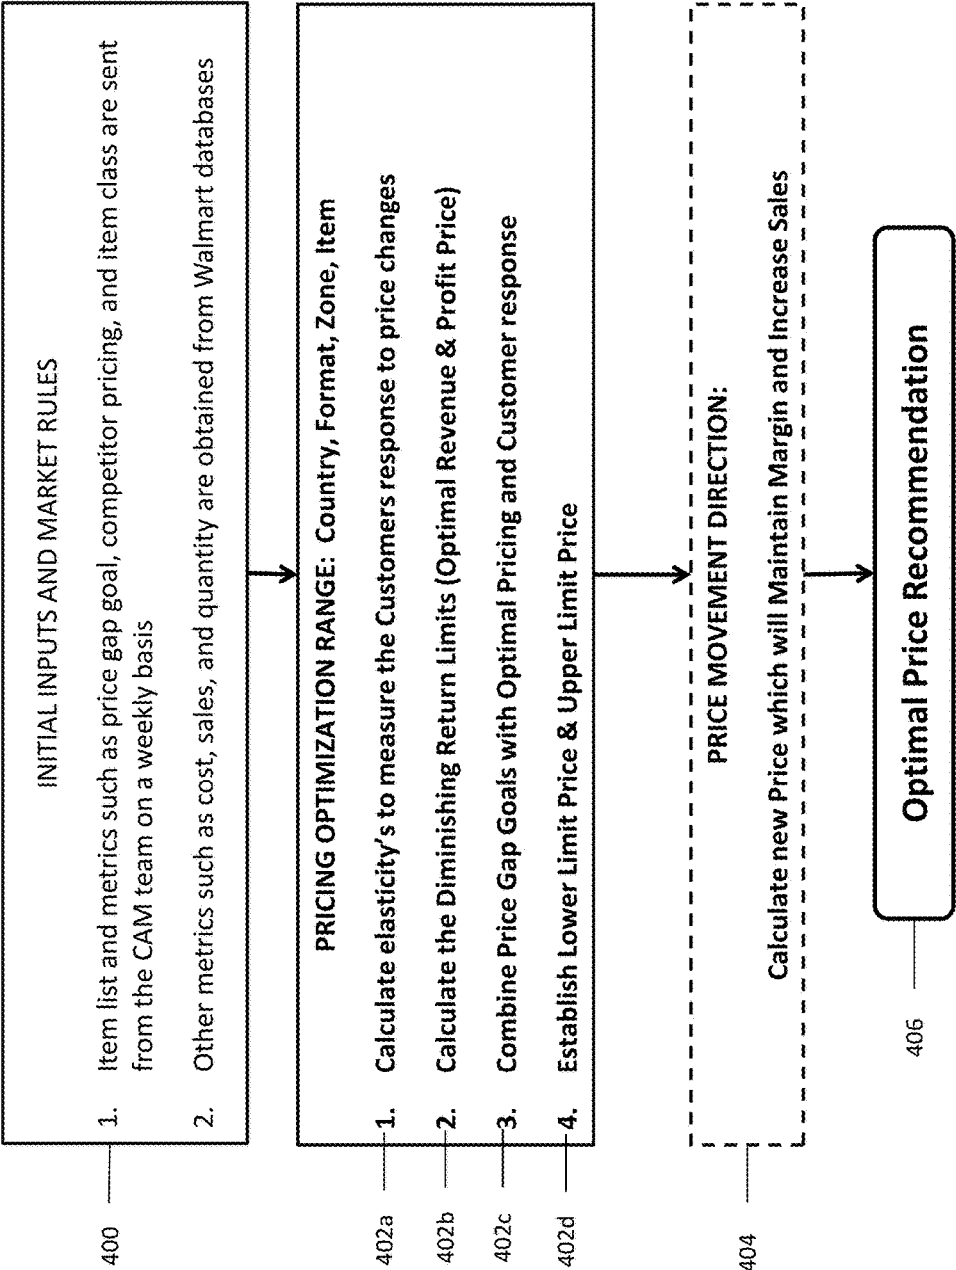 INITIAL INPUTS AND MARKET RULES
1. Item list and metrics such as price gap goal, competitor pricing, and item class are sent
from the CAM team on a weekly basis
2. Other metrics such as cost, sales, and quantity are obtained from Walmart databases
400
PRICING OPTIMIZATION RANGE: Country, Format, Zone, Item
402a 1. Calculate elasticity's to measure the Customers response to price changes
402b 2. Calculate the Diminishing Return Limits (Optimal Revenue & Profit Price)
402c 3. Combine Price Gap Goals with Optimal Pricing and Customer response
402d 4. Establish Lower Limit Price & Upper Limit Price
PRICE MOVEMENT DIRECTION:
404
Calculate new Price which will Maintain Margin and Increase Sales
406 Optimal Price Recommendation